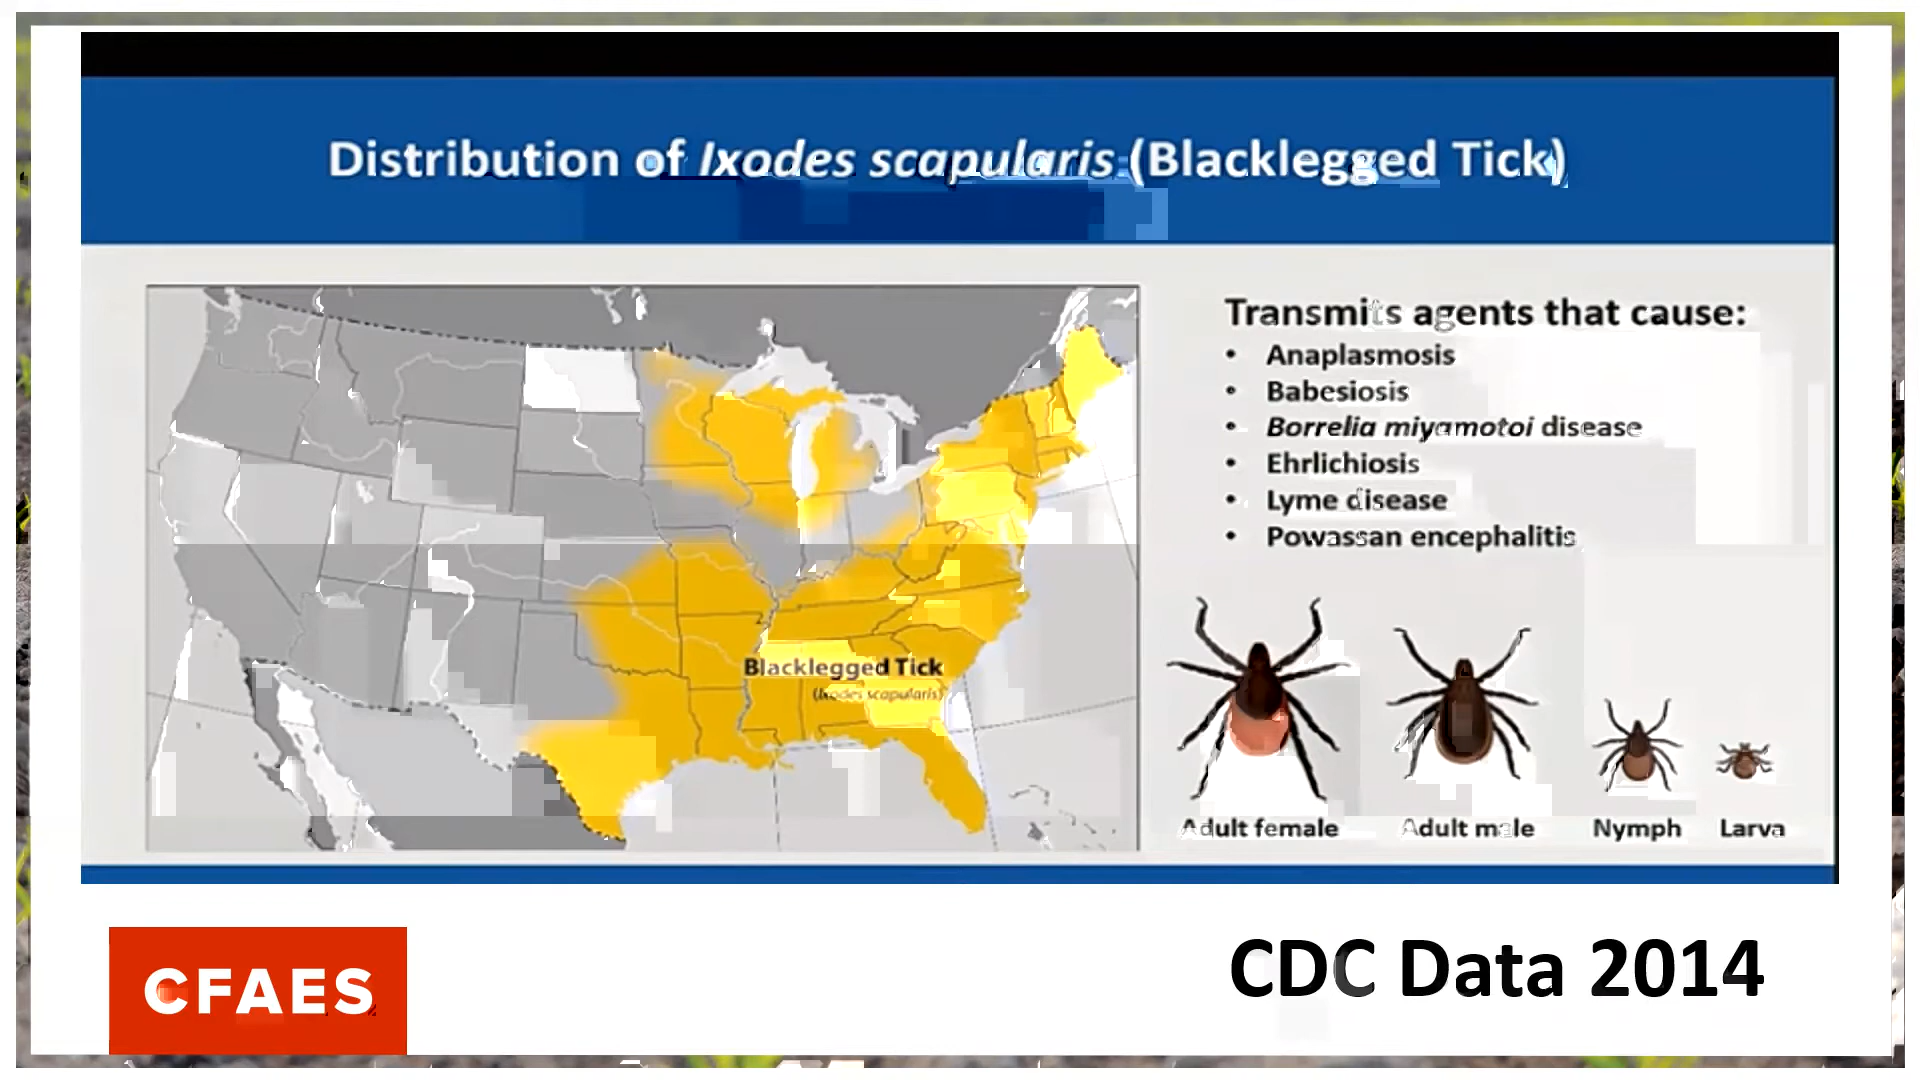 Distribution of Ixodes scapularis (Blacklegged Tick)
Transmits agents that cause:
• Anaplasmosis
• Babesiosis
• Borrelia miyamotoi disease
• Ehrlichiosis
• Lyme disease
• Powassan encephalitis
Blacklegged Tick
(Ixodes scapularis)
Adult female Adult male Nymph Larva
CFAES
CDC Data 2014